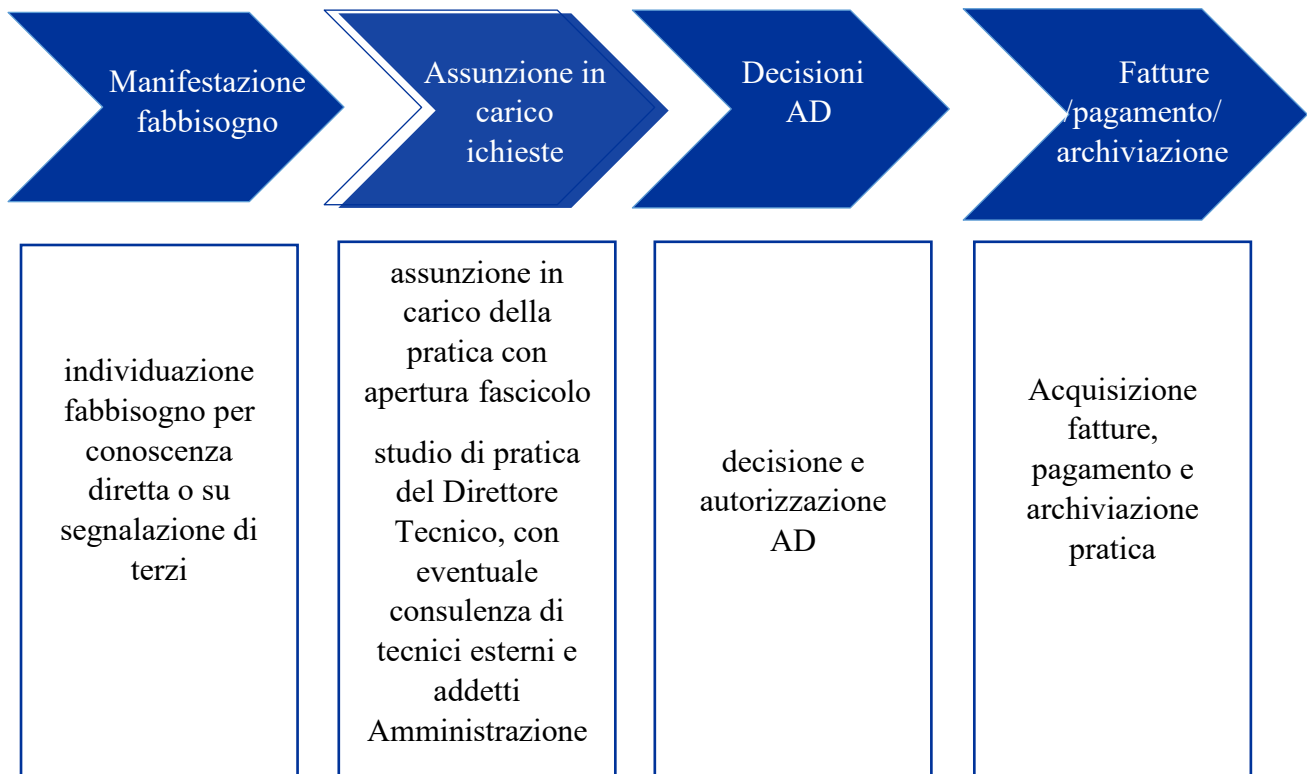 Manifestazione
fabbisogno
Assunzione in
carico
ichieste
Decisioni
AD
Fatture
/pagamento/
archiviazione
individuazione
fabbisogno per
conoscenza
diretta o su
segnalazione di
terzi
assunzione in
carico della
pratica con
apertura fascicolo
studio di pratica
del Direttore
Tecnico, con
eventuale
consulenza di
tecnici esterni e
addetti
Amministrazione
decisione e
autorizzazione
AD
Acquisizione
fatture,
pagamento e
archiviazione
pratica